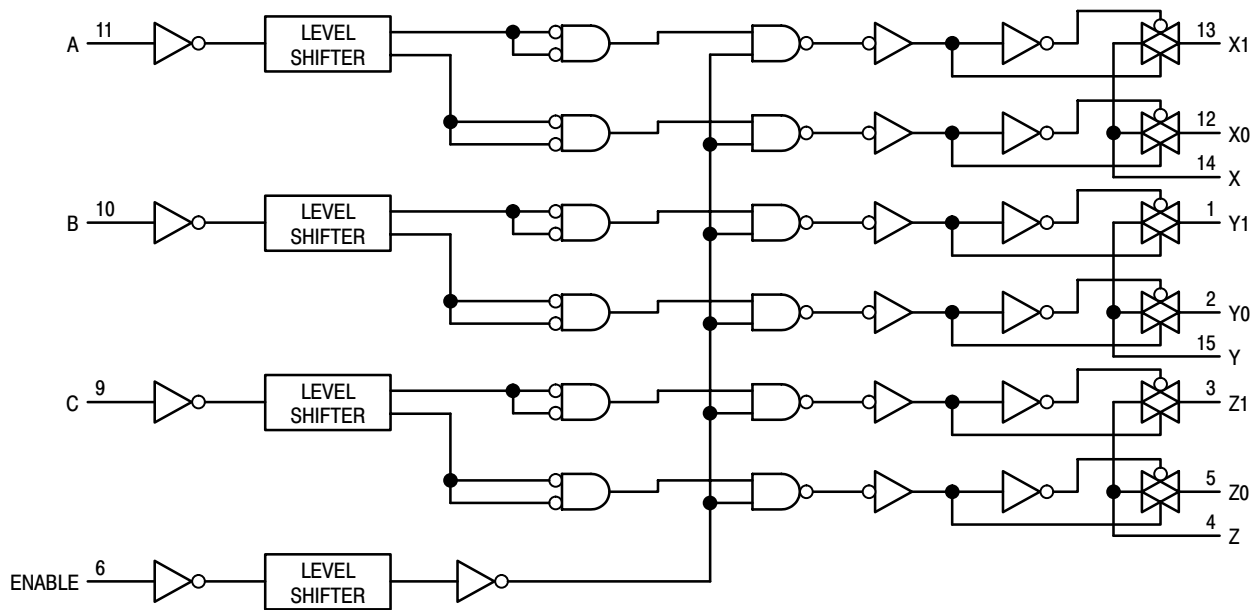 A 11 LEVEL SHIFTER 13 X1
12 X0
14 X
B 10 LEVEL SHIFTER 1 Y1
2 Y0
15 Y
C 9 LEVEL SHIFTER 3 Z1
5 Z0
4 Z
ENABLE 6 LEVEL SHIFTER